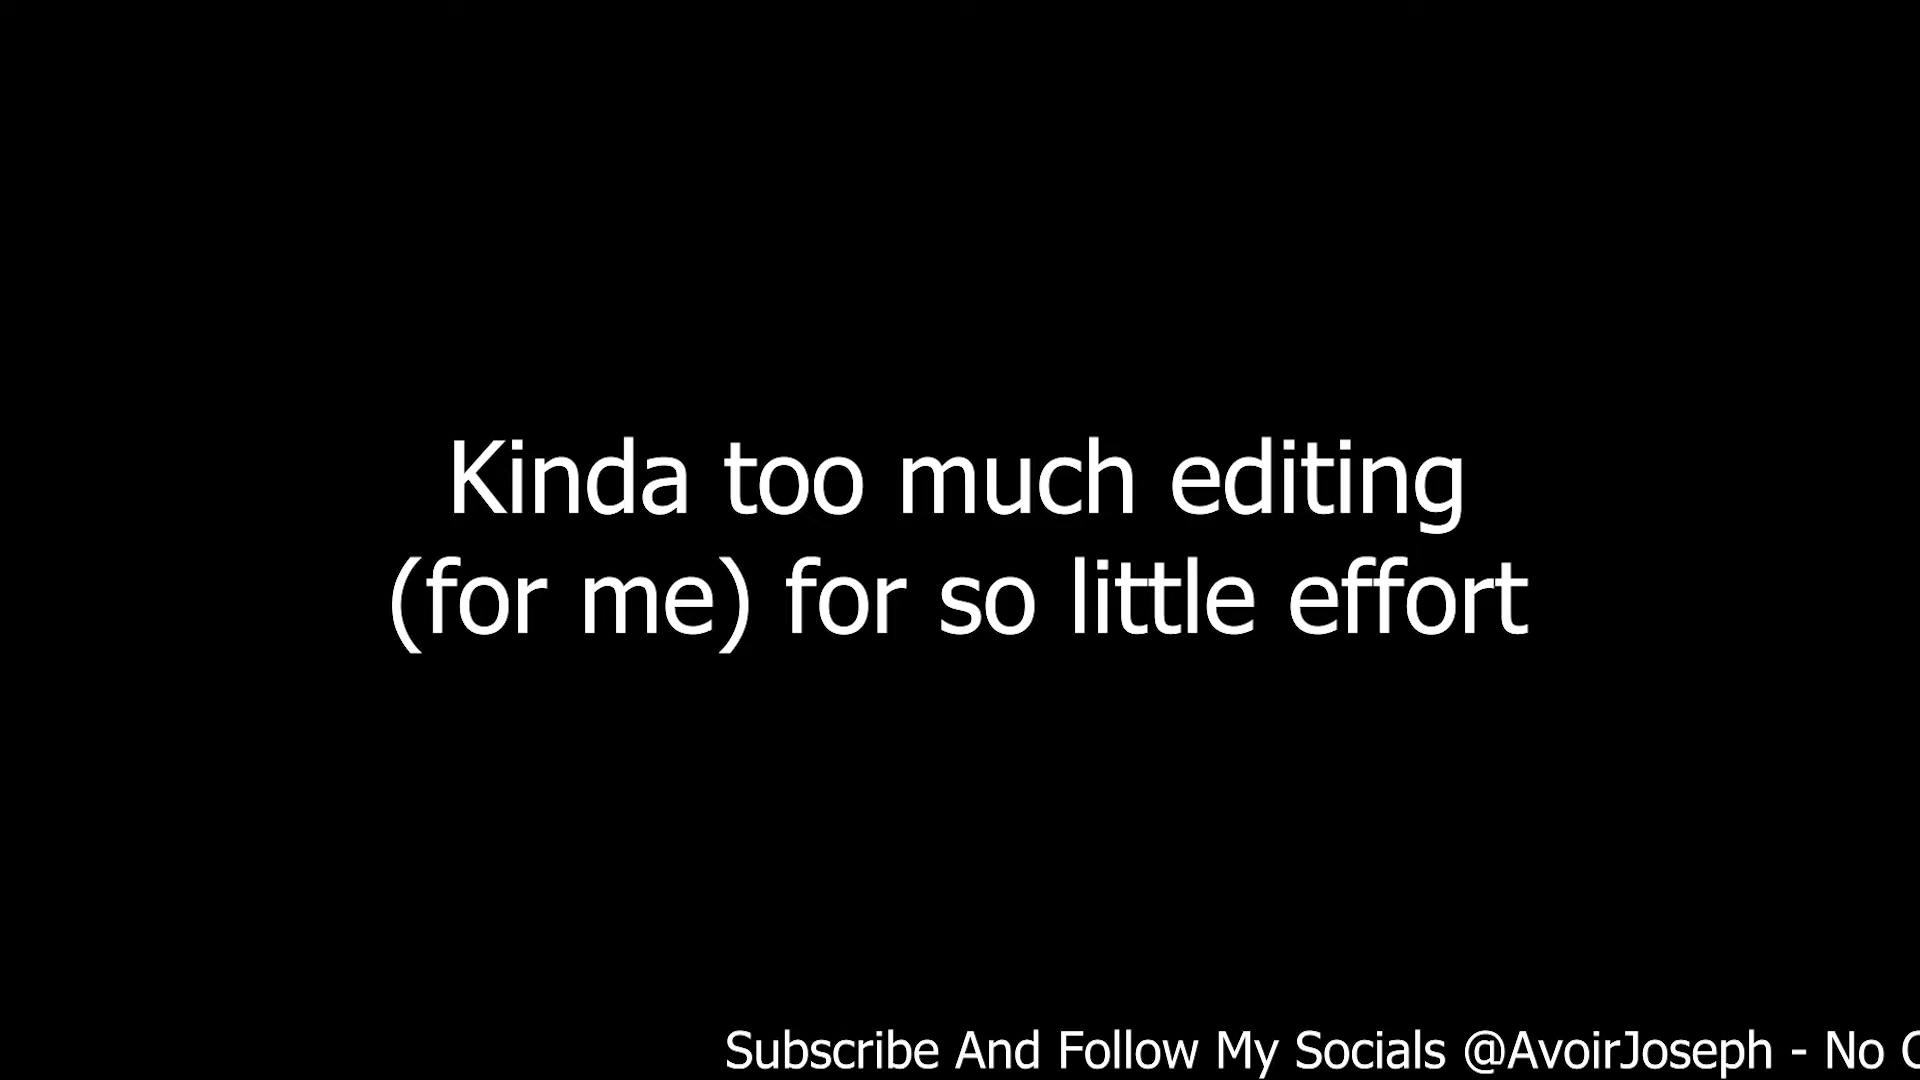 Kinda too much editing
(for me) for so little effort
Subscribe And Follow My Socials @AvoirJoseph - No